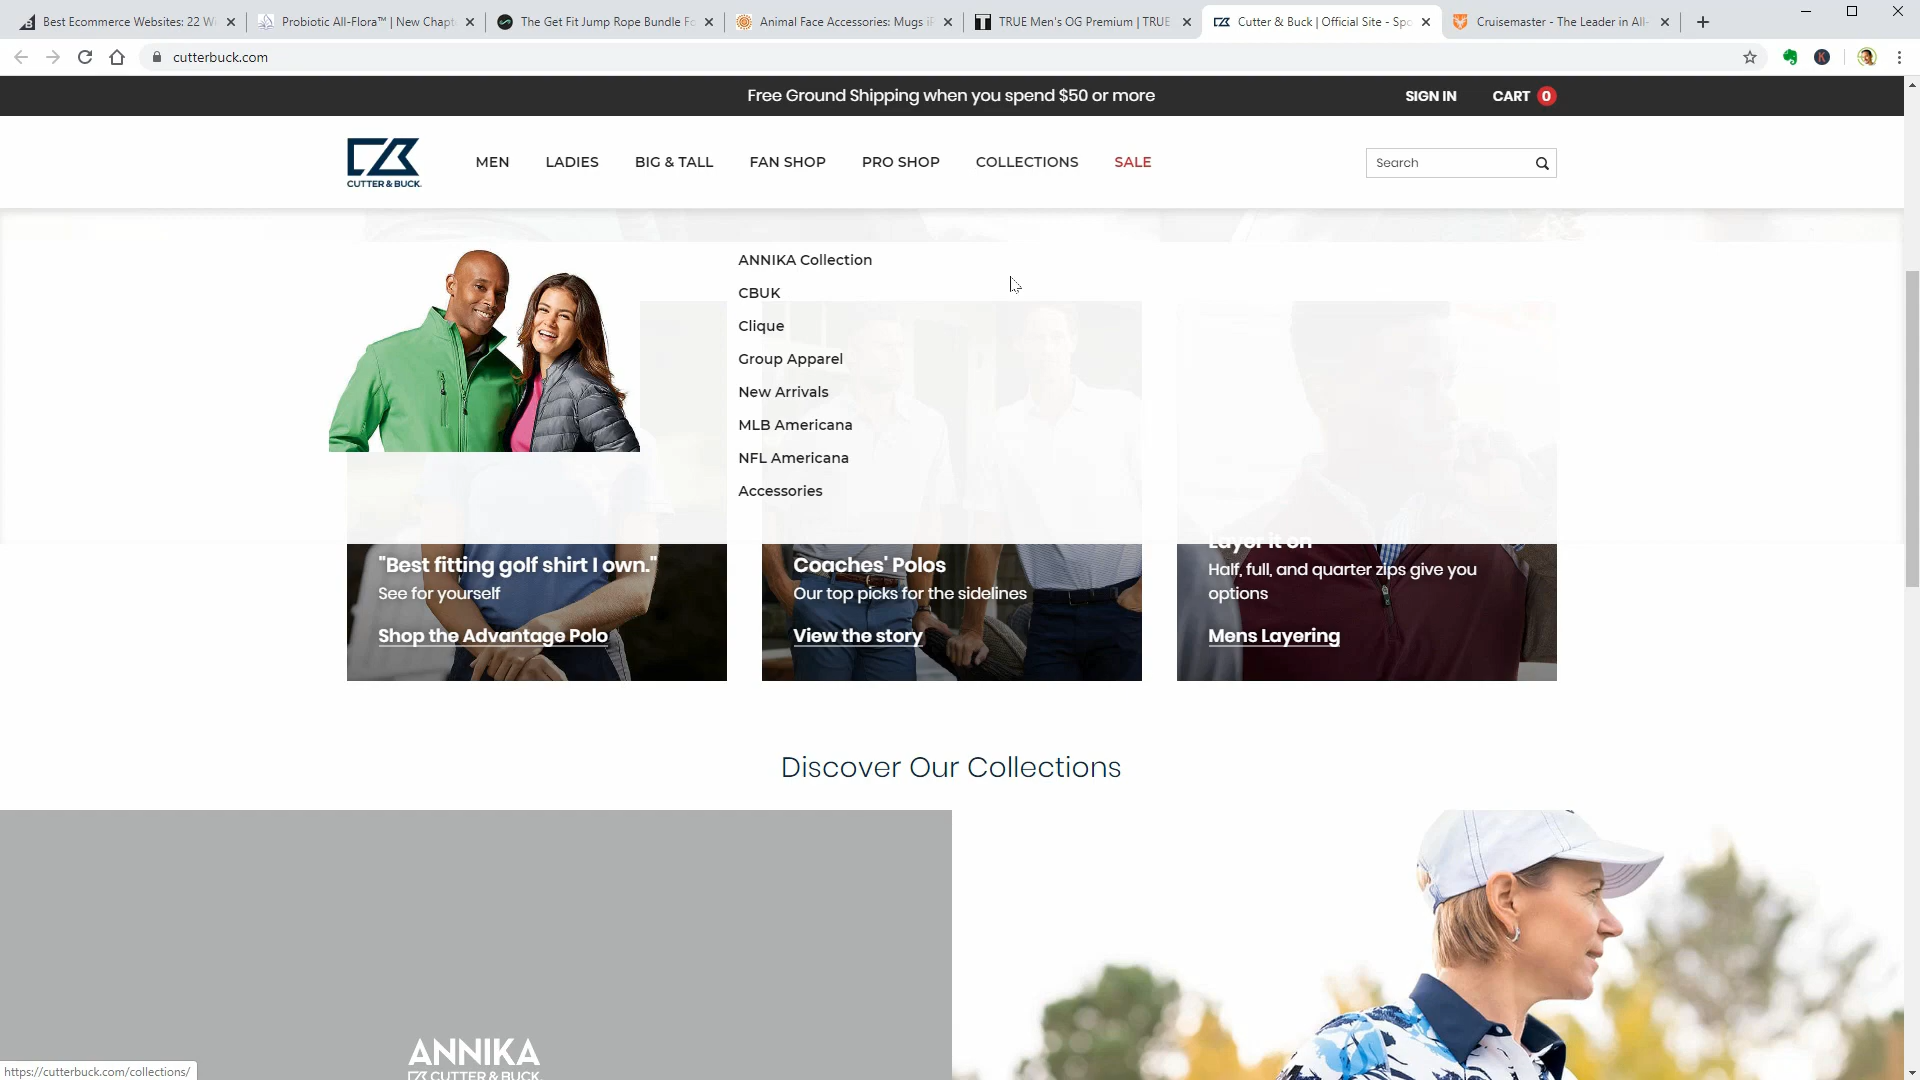 Best Ecommerce Websites: 22 W
Probiotic All-Flora™ | New Chapt
The Get Fit Jump Rope Bundle Fo
Animal Face Accessories: Mugs iP
TRUE Men's OG Premium | TRUE
Cutter & Buck | Official Site - Spo
Cruisemaster - The Leader in All-
cutterbuck.com
Free Ground Shipping when you spend $50 or more
SIGN IN
CART 0
CUTTER & BUCK.
MEN
LADIES
BIG & TALL
FAN SHOP
PRO SHOP
COLLECTIONS
SALE
Search
ANNIKA Collection
CBUK
Clique
Group Apparel
New Arrivals
MLB Americana
NFL Americana
Accessories
"Best fitting golf shirt I own."
See for yourself
Shop the Advantage Polo
Coaches' Polos
Our top picks for the sidelines
View the story
Layer it on
Half, full, and quarter zips give you
options
Mens Layering
Discover Our Collections
ANNIKA
CUTTER & BUCK.
https://cutterbuck.com/collections/